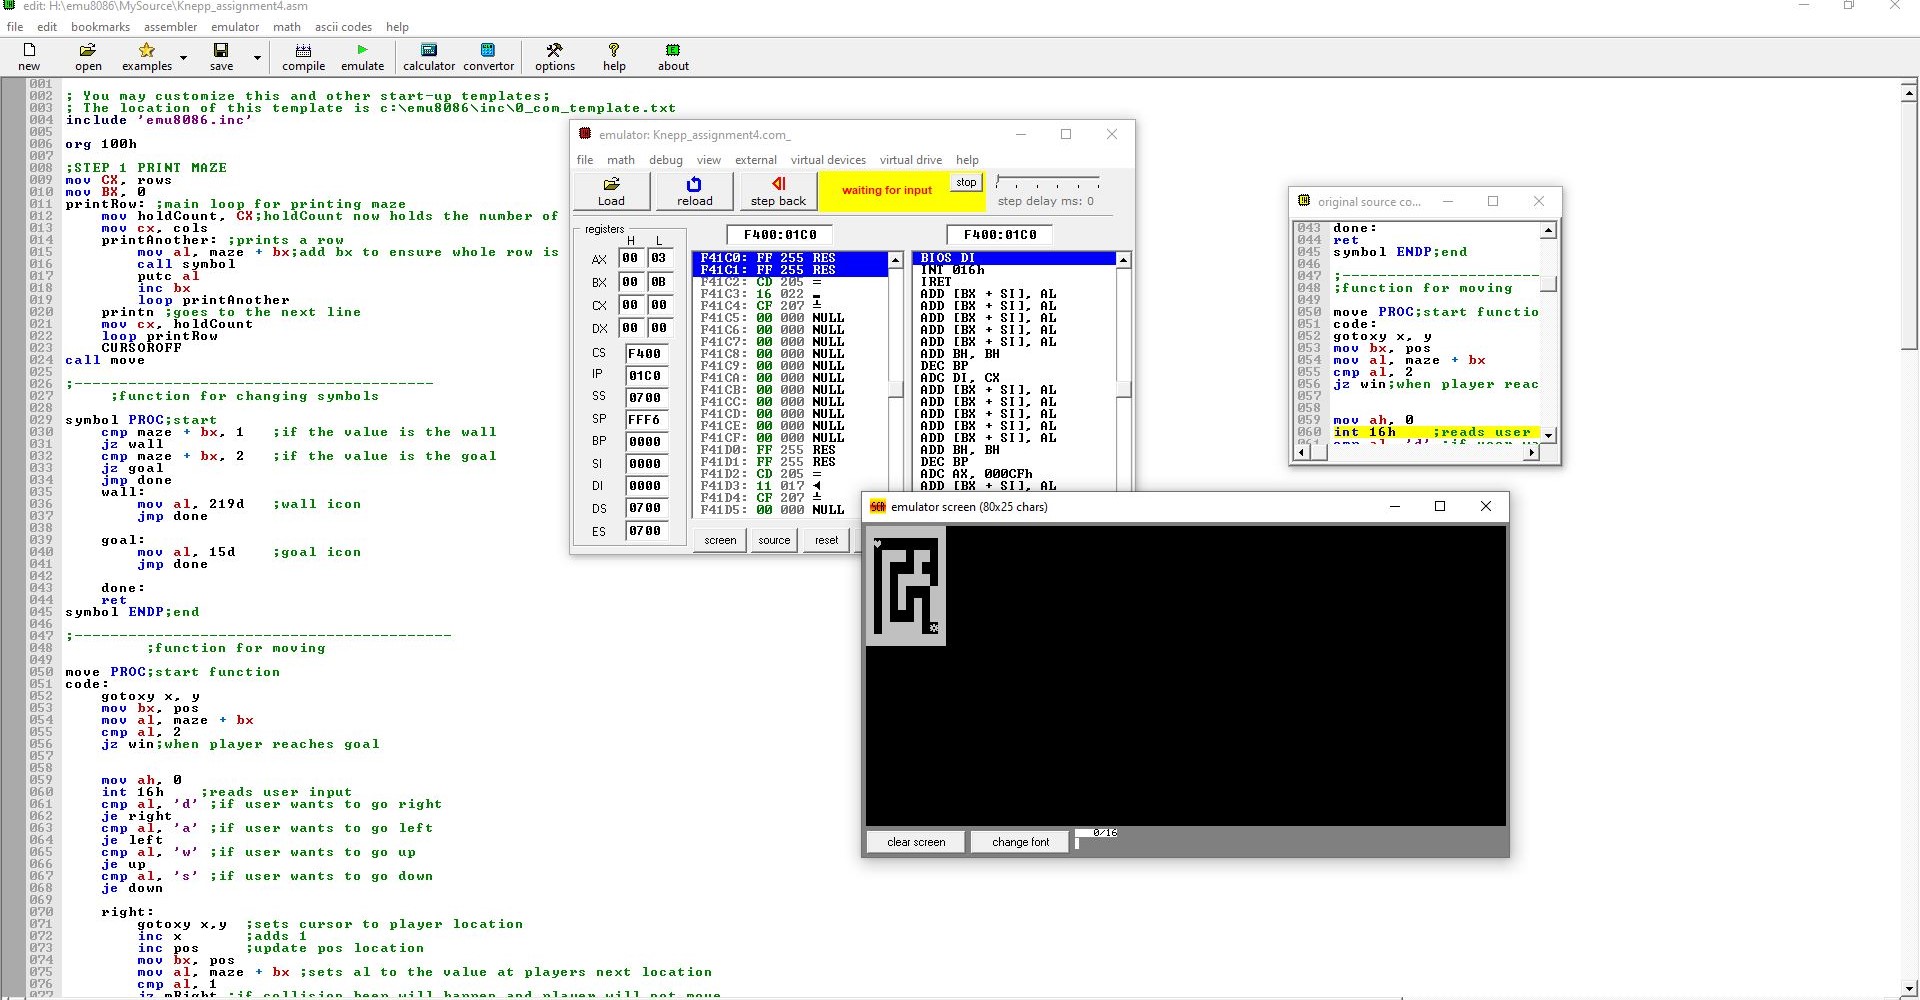 edit: H:\emu8086\MySource\Knepp_assignment4.asm
file edit bookmarks assembler emulator math ascii codes help
new open examples save compile emulate calculator convertor options help about
001
002 ; You may customize this and other start-up templates;
003 ; The location of this template is c:\emu8086\inc\0_com_template.txt
004 include 'emu8086.inc'
005
006 org 100h
007
008 ;STEP 1 PRINT MAZE
009 mov CX, rows
010 mov BX, 0
011 printRow: ;main loop for printing maze
012 mov holdCount, CX;holdCount now holds the number of
013 mov cx, cols
014 printAnother: ;prints a row
015 mov al, maze + bx;add bx to ensure whole row is
016 call symbol
017 putc al
018 inc bx
019 loop printAnother
020 printn ;goes to the next line
021 mov cx, holdCount
022 loop printRow
023 CURSOROFF
024 call move
025
026 ;----------------------------------------
027 ;function for changing symbols
028
029 symbol PROC;start
030 cmp maze + bx, 1 ;if the value is the wall
031 jz wall
032 cmp maze + bx, 2 ;if the value is the goal
033 jz goal
034 jmp done
035 wall:
036 mov al, 219d ;wall icon
037 jmp done
038
039 goal:
040 mov al, 15d ;goal icon
041 jmp done
042
043 done:
044 ret
045 symbol ENDP;end
046
047 ;------------------------------------------
048 ;function for moving
049
050 move PROC;start function
051 code:
052 gotoxy x, y
053 mov bx, pos
054 mov al, maze + bx
055 cmp al, 2
056 jz win;when player reaches goal
057
058
059 mov ah, 0
060 int 16h ;reads user input
061 cmp al, 'd' ;if user wants to go right
062 je right
063 cmp al, 'a' ;if user wants to go left
064 je left
065 cmp al, 'w' ;if user wants to go up
066 je up
067 cmp al, 's' ;if user wants to go down
068 je down
069
070 right:
071 gotoxy x,y ;sets cursor to player location
072 inc x ;adds 1
073 inc pos ;update pos location
074 mov bx, pos
075 mov al, maze + bx ;sets al to the value at players next location
076 cmp al, 1
077 jz mRight ;if collision beep will happen and player will not move
emulator: Knepp_assignment4.com_
file math debug view external virtual devices virtual drive help
Load reload step back waiting for input stop step delay ms: 0
registers
H L
AX 00 03
BX 00 0B
CX 00 00
DX 00 00
CS F400
IP 01C0
SS 0700
SP FFF6
BP 0000
SI 0000
DI 0000
DS 0700
ES 0700
F400:01C0
F41C0: FF 255 RES
F41C1: FF 255 RES
F41C2: CD 205 =
F41C3: 16 022 ▬
F41C4: CF 207 ╧
F41C5: 00 000 NULL
F41C6: 00 000 NULL
F41C7: 00 000 NULL
F41C8: 00 000 NULL
F41C9: 00 000 NULL
F41CA: 00 000 NULL
F41CB: 00 000 NULL
F41CC: 00 000 NULL
F41CD: 00 000 NULL
F41CE: 00 000 NULL
F41CF: 00 000 NULL
F41D0: FF 255 RES
F41D1: FF 255 RES
F41D2: CD 205 =
F41D3: 11 017 ◄
F41D4: CF 207 ╧
F41D5: 00 000 NULL
F400:01C0
BIOS DI
INT 016h
IRET
ADD [BX + SI], AL
ADD [BX + SI], AL
ADD [BX + SI], AL
ADD [BX + SI], AL
ADD [BX + SI], AL
ADD BH, BH
DEC BP
ADC DI, CX
ADD [BX + SI], AL
ADD [BX + SI], AL
ADD [BX + SI], AL
ADD [BX + SI], AL
ADD [BX + SI], AL
ADD BH, BH
DEC BP
ADC AX, 000CFh
ADD [BX + SI], AL
screen source reset
original source co...
043 done:
044 ret
045 symbol ENDP;end
046
047 ;----------------------
048 ;function for moving
049
050 move PROC;start functio
051 code:
052 gotoxy x, y
053 mov bx, pos
054 mov al, maze + bx
055 cmp al, 2
056 jz win;when player reac
057
058
059 mov ah, 0
060 int 16h ;reads user
emulator screen (80x25 chars)
clear screen change font 0/16